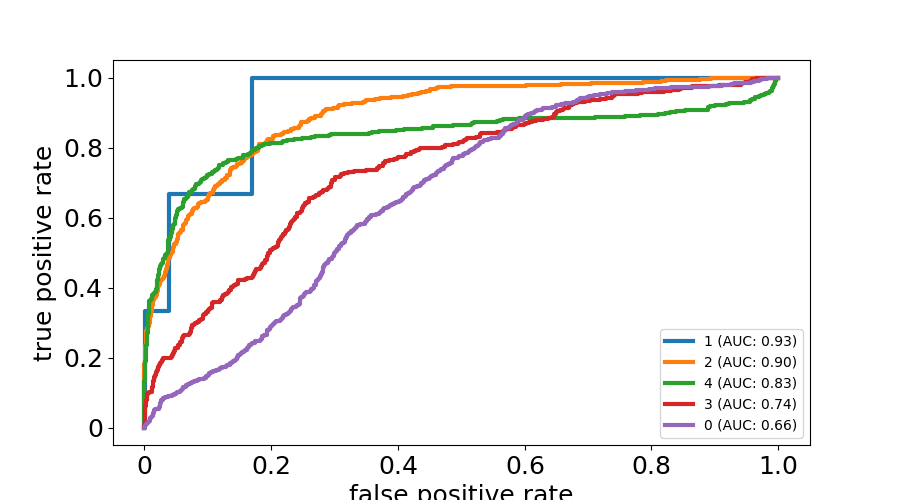 1.0
0.8
0.6
0.4
0.2
0
true positive rate
1 (AUC: 0.93)
2 (AUC: 0.90)
4 (AUC: 0.83)
3 (AUC: 0.74)
0 (AUC: 0.66)
0 0.2 0.4 0.6 0.8 1.0
false positive rate